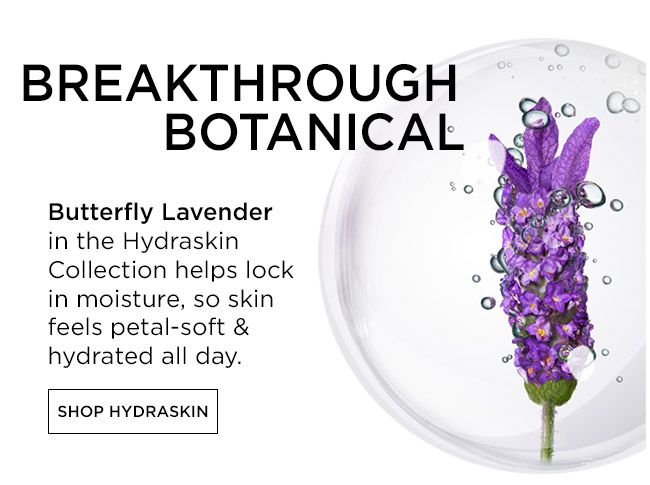 BREAKTHROUGH
BOTANICAL
Butterfly Lavender
in the Hydraskin
Collection helps lock
in moisture, so skin
feels petal-soft &
hydrated all day.
SHOP HYDRASKIN